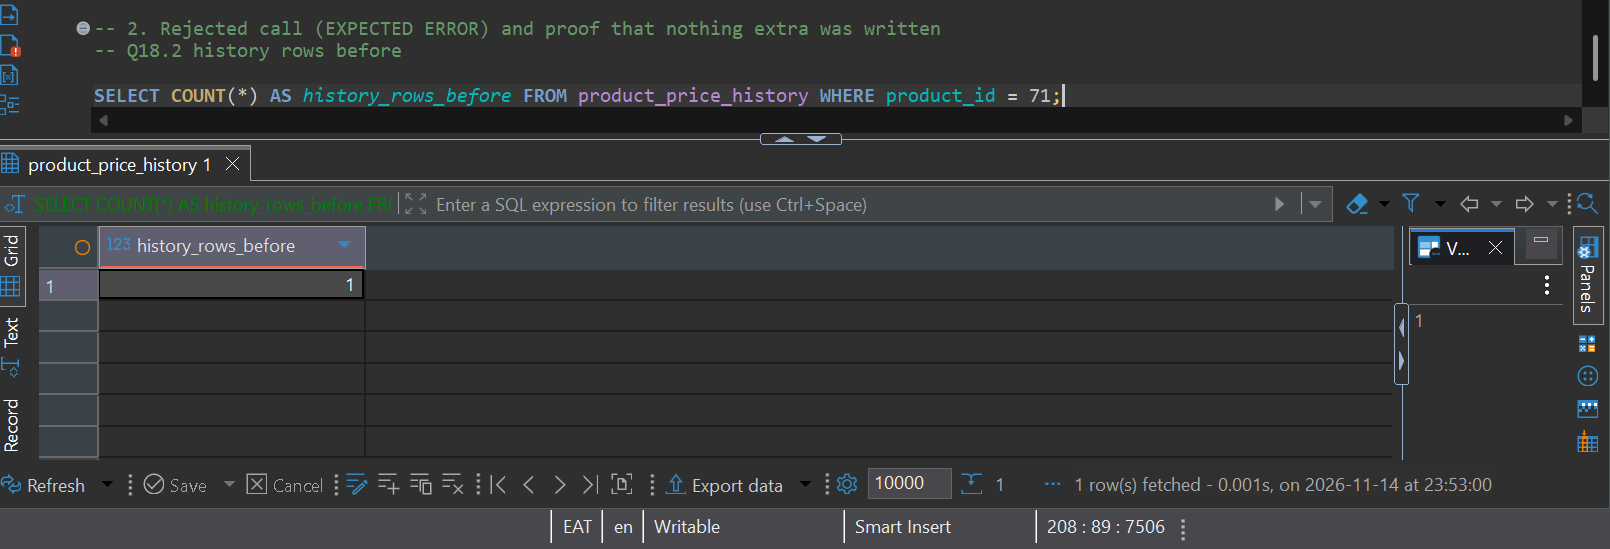 -- 2. Rejected call (EXPECTED ERROR) and proof that nothing extra was written
-- Q18.2 history rows before
SELECT COUNT(*) AS history_rows_before FROM product_price_history WHERE product_id = 71;
product_price_history 1
SELECT COUNT(*) AS history_rows_before FRO
Enter a SQL expression to filter results (use Ctrl+Space)
Grid
Text
Record
123 history_rows_before
1 1
V...
1
Panels
Refresh Save Cancel Export data 10000 1 ··· 1 row(s) fetched - 0.001s, on 2026-11-14 at 23:53:00
EAT en Writable Smart Insert 208 : 89 : 7506